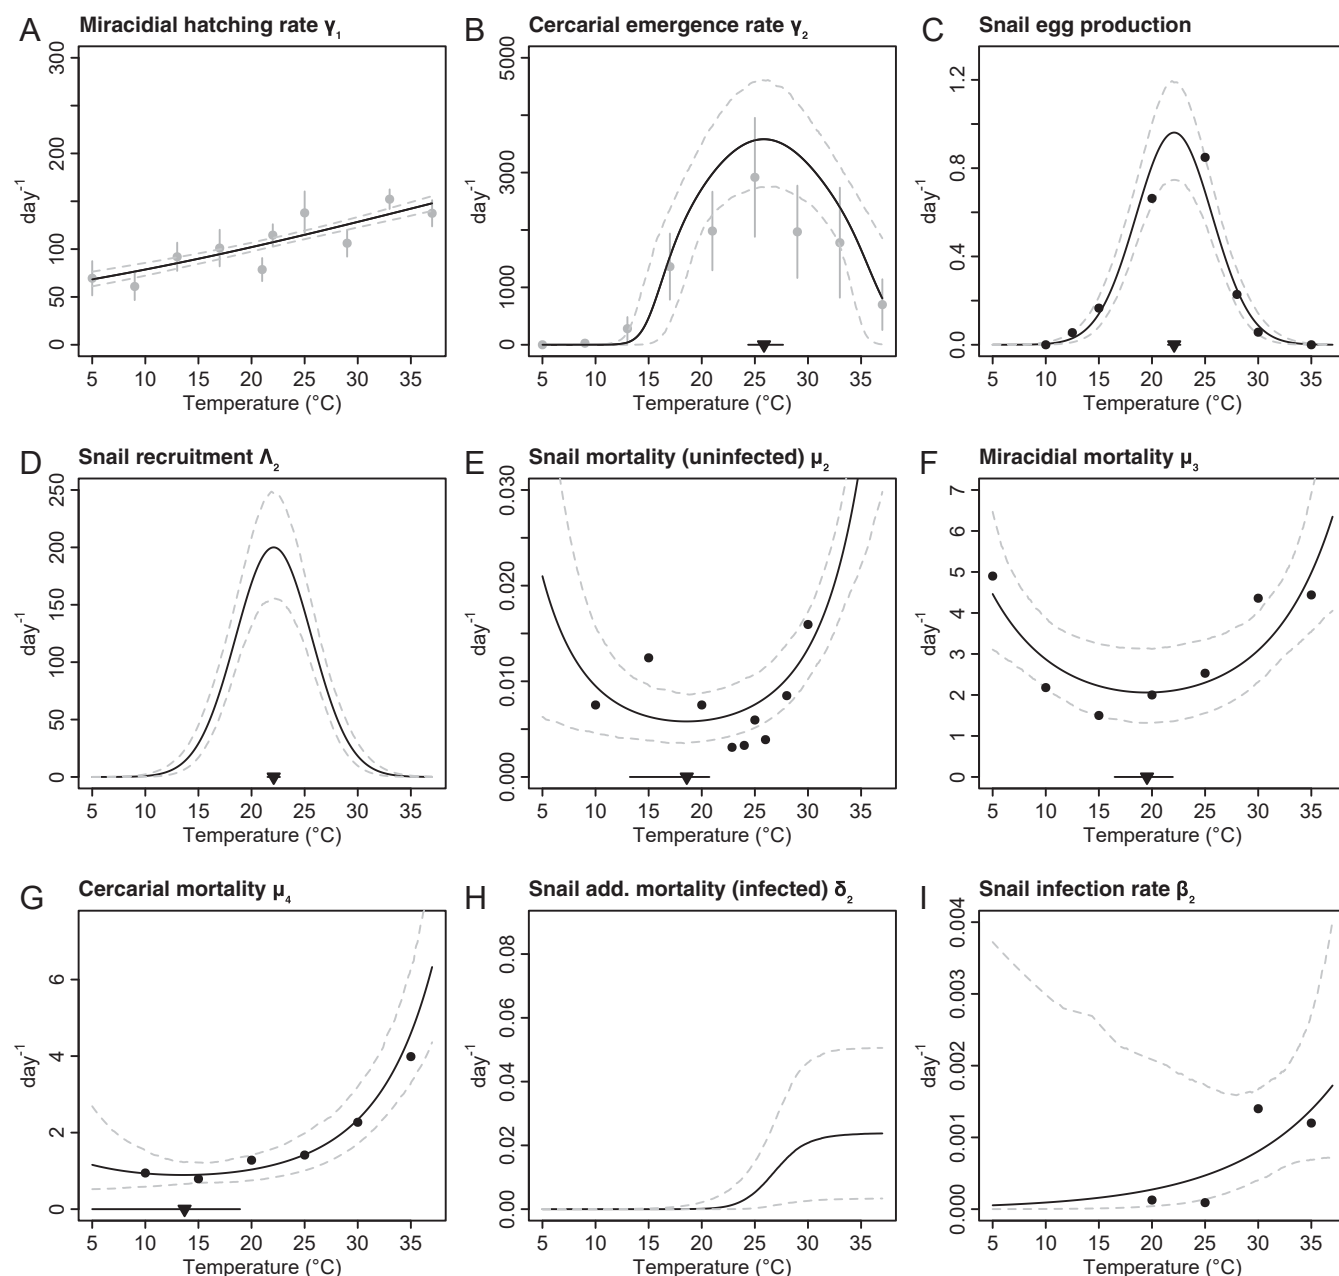 A Miracidial hatching rate γ₁
300
200
100
50
0
day⁻¹
5 10 15 20 25 30 35
Temperature (°C)
B Cercarial emergence rate γ₂
5000
3000
1000
0
5 10 15 20 25 30 35
Temperature (°C)
C Snail egg production
1.2
0.8
0.4
0.0
5 10 15 20 25 30 35
Temperature (°C)
D Snail recruitment Λ₂
250
200
150
100
50
0
day⁻¹
5 10 15 20 25 30 35
Temperature (°C)
E Snail mortality (uninfected) μ₂
0.030
0.020
0.010
0.000
day⁻¹
5 10 15 20 25 30 35
Temperature (°C)
F Miracidial mortality μ₃
7
6
5
4
3
2
1
0
day⁻¹
5 10 15 20 25 30 35
Temperature (°C)
G Cercarial mortality μ₄
6
4
2
0
day⁻¹
5 10 15 20 25 30 35
Temperature (°C)
H Snail add. mortality (infected) δ₂
0.08
0.06
0.04
0.02
0.00
day⁻¹
5 10 15 20 25 30 35
Temperature (°C)
I Snail infection rate β₂
0.004
0.003
0.002
0.001
0.000
day⁻¹
5 10 15 20 25 30 35
Temperature (°C)